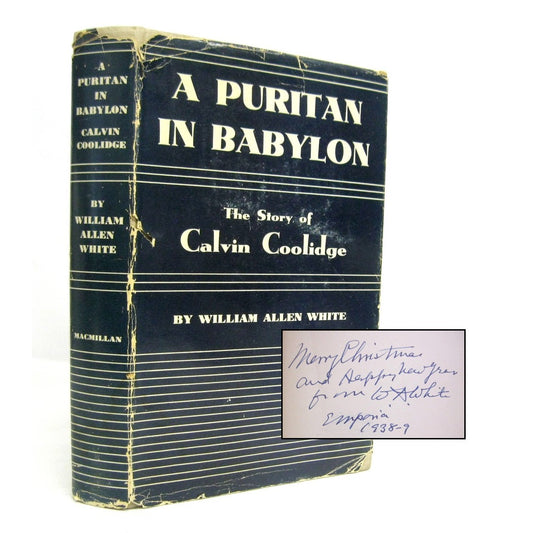 A
PURITAN
IN
BABYLON
CALVIN
COOLIDGE
BY
WILLIAM
ALLEN
WHITE
MACMILLAN
A PURITAN
IN BABYLON
The Story of
Calvin Coolidge
BY WILLIAM ALLEN WHITE
Merry Christmas
and Happy New Year
from W A White
Emporia
1938-9